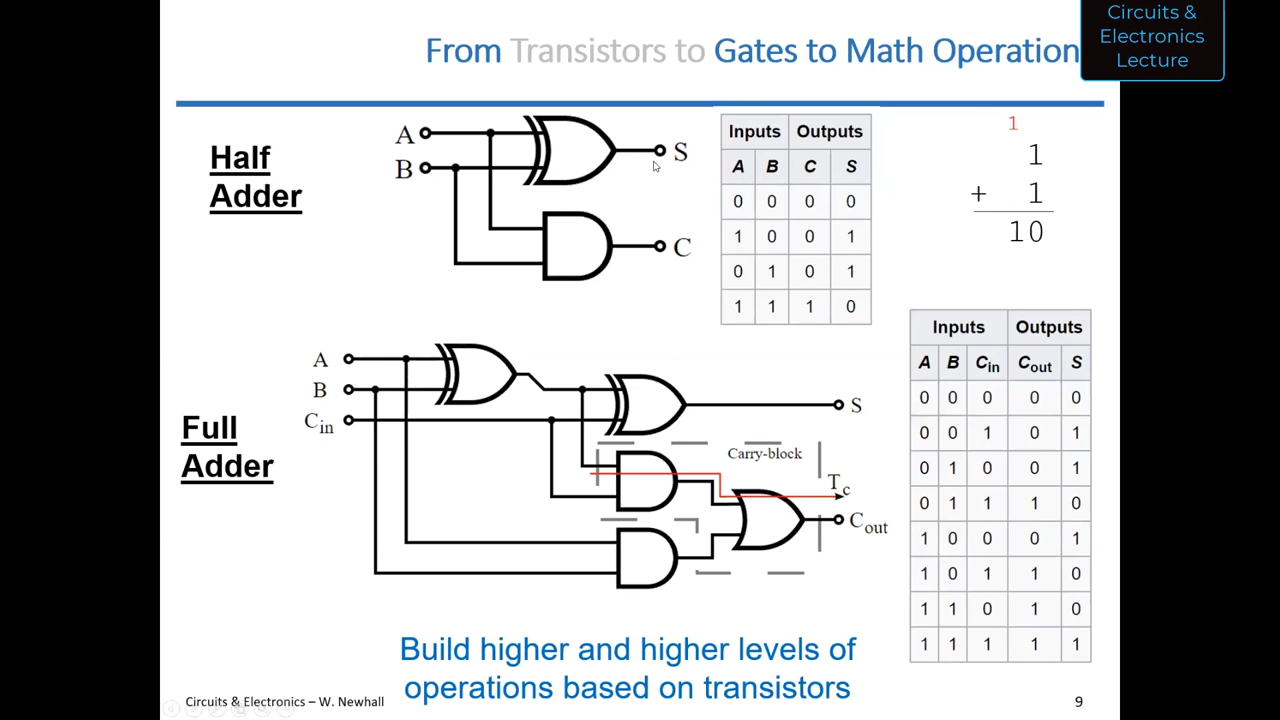 Circuits &
Electronics
Lecture
From Transistors to Gates to Math Operation
Half
Adder
A
B
S
C
Inputs Outputs
A B C S
0 0 0 0
1 0 0 1
0 1 0 1
1 1 1 0
1
1
+ 1
10
Full
Adder
A
B
Cin
S
Carry-block
Tc
Cout
Inputs Outputs
A B Cin Cout S
0 0 0 0 0
0 0 1 0 1
0 1 0 0 1
0 1 1 1 0
1 0 0 0 1
1 0 1 1 0
1 1 0 1 0
1 1 1 1 1
Build higher and higher levels of
operations based on transistors
Circuits & Electronics – W. Newhall
9